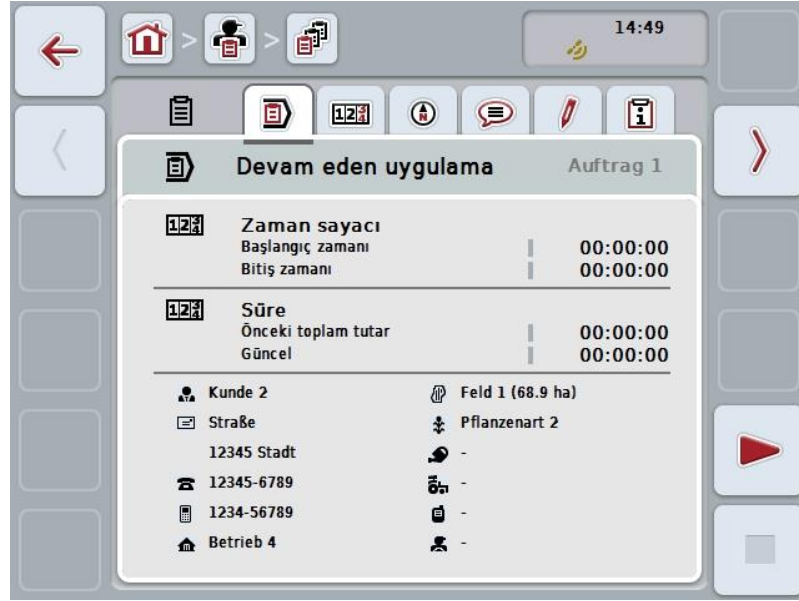 14:49
Devam eden uygulama Auftrag 1
Zaman sayacı
Başlangıç zamanı 00:00:00
Bitiş zamanı 00:00:00
Süre
Önceki toplam tutar 00:00:00
Güncel 00:00:00
Kunde 2 Feld 1 (68.9 ha)
Straße Pflanzenart 2
12345 Stadt -
12345-6789 -
1234-56789 -
Betrieb 4 -